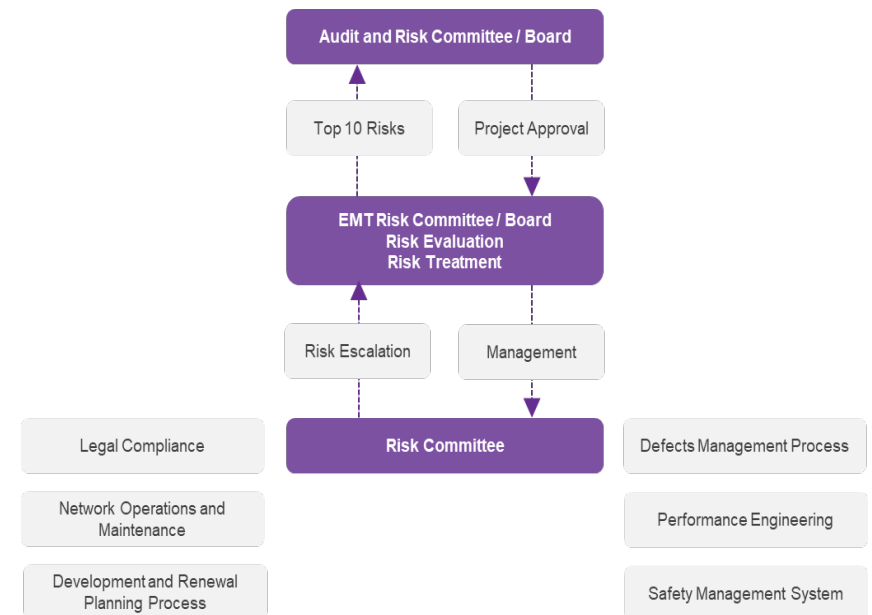 Audit and Risk Committee / Board
Top 10 Risks
Project Approval
EMT Risk Committee / Board
Risk Evaluation
Risk Treatment
Risk Escalation
Management
Legal Compliance
Risk Committee
Defects Management Process
Network Operations and
Maintenance
Performance Engineering
Development and Renewal
Planning Process
Safety Management System